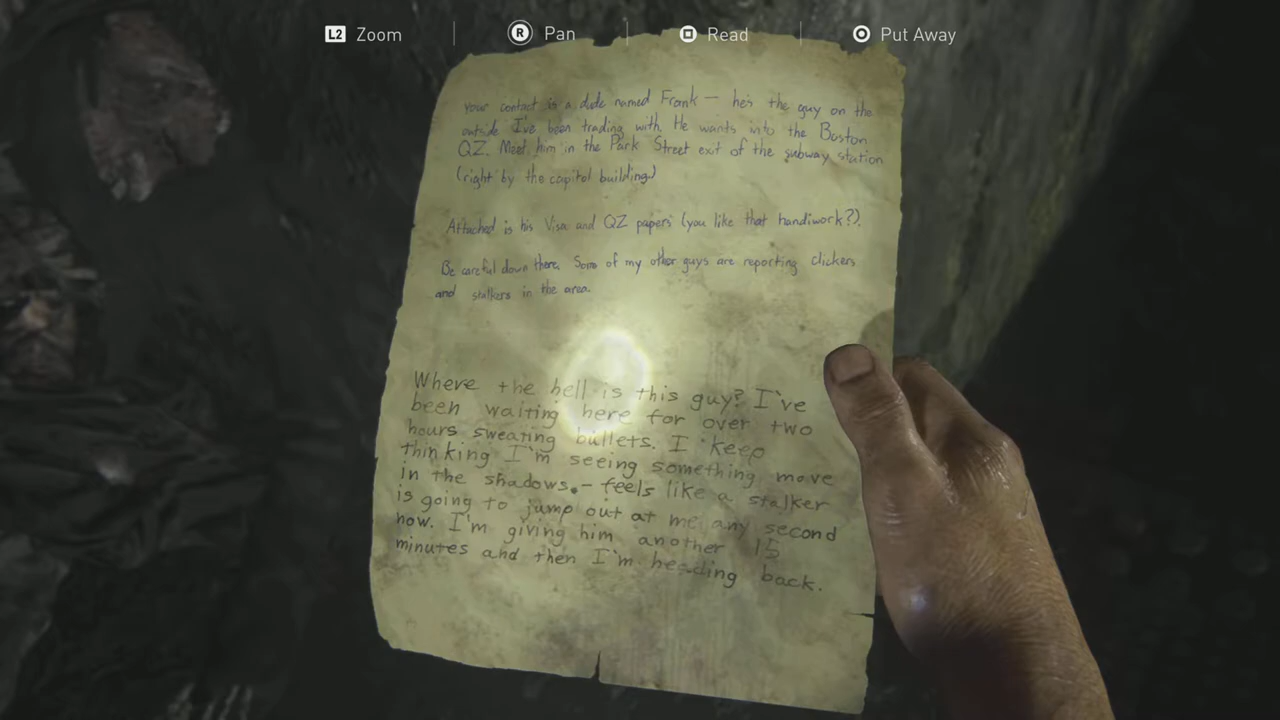 L2 Zoom R Pan Read Put Away
Your contact is a dude named Frank — he's the guy on the
outside I've been trading with. He wants into the Boston
QZ. Meet him in the Park Street exit of the subway station
(right by the capitol building)
Attached is his Visa and QZ papers (you like that handiwork?).
Be careful down there. Some of my other guys are reporting clickers
and stalkers in the area.
Where the hell is this guy? I've
been waiting here for over two
hours sweating bullets. I keep
thinking I'm seeing something move
in the shadows. - feels like a stalker
is going to jump out at me any second
now. I'm giving him another 15
minutes and then I'm heading back.